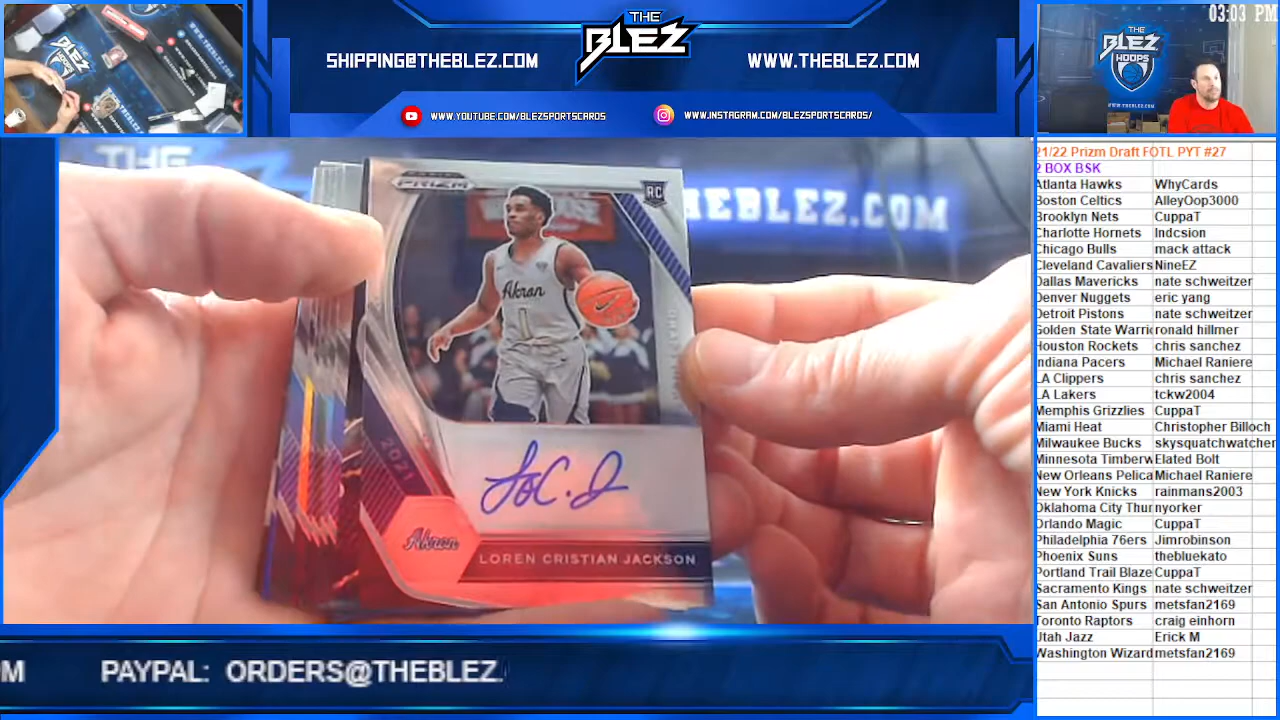 THE
BLEZ
SHIPPING@THEBLEZ.COM
WWW.THEBLEZ.COM
WWW.YOUTUBE.COM/BLEZSPORTSCARDS
WWW.INSTAGRAM.COM/BLEZSPORTSCARDS/
03:03 PM
THE
BLEZ
HOOPS
THE
HEBLEZ.COM
PRIZM
RC
Akron
1
2021
Akron
LOREN CRISTIAN JACKSON
21/22 Prizm Draft FOTL PYT #27
2 BOX BSK
Atlanta Hawks WhyCards
Boston Celtics AlleyOop3000
Brooklyn Nets CuppaT
Charlotte Hornets Indcsion
Chicago Bulls mack attack
Cleveland Cavaliers NineEZ
Dallas Mavericks nate schweitzer
Denver Nuggets eric yang
Detroit Pistons nate schweitzer
Golden State Warric ronald hillmer
Houston Rockets chris sanchez
Indiana Pacers Michael Raniere
LA Clippers chris sanchez
LA Lakers tckw2004
Memphis Grizzlies CuppaT
Miami Heat Christopher Billoch
Milwaukee Bucks skysquatchwatcher
Minnesota Timberw Elated Bolt
New Orleans Pelica Michael Raniere
New York Knicks rainmans2003
Oklahoma City Thur nyorker
Orlando Magic CuppaT
Philadelphia 76ers Jimrobinson
Phoenix Suns thebluekato
Portland Trail Blaze CuppaT
Sacramento Kings nate schweitzer
San Antonio Spurs metsfan2169
Toronto Raptors craig einhorn
Utah Jazz Erick M
Washington Wizard metsfan2169
OM PAYPAL: ORDERS@THEBLEZ.